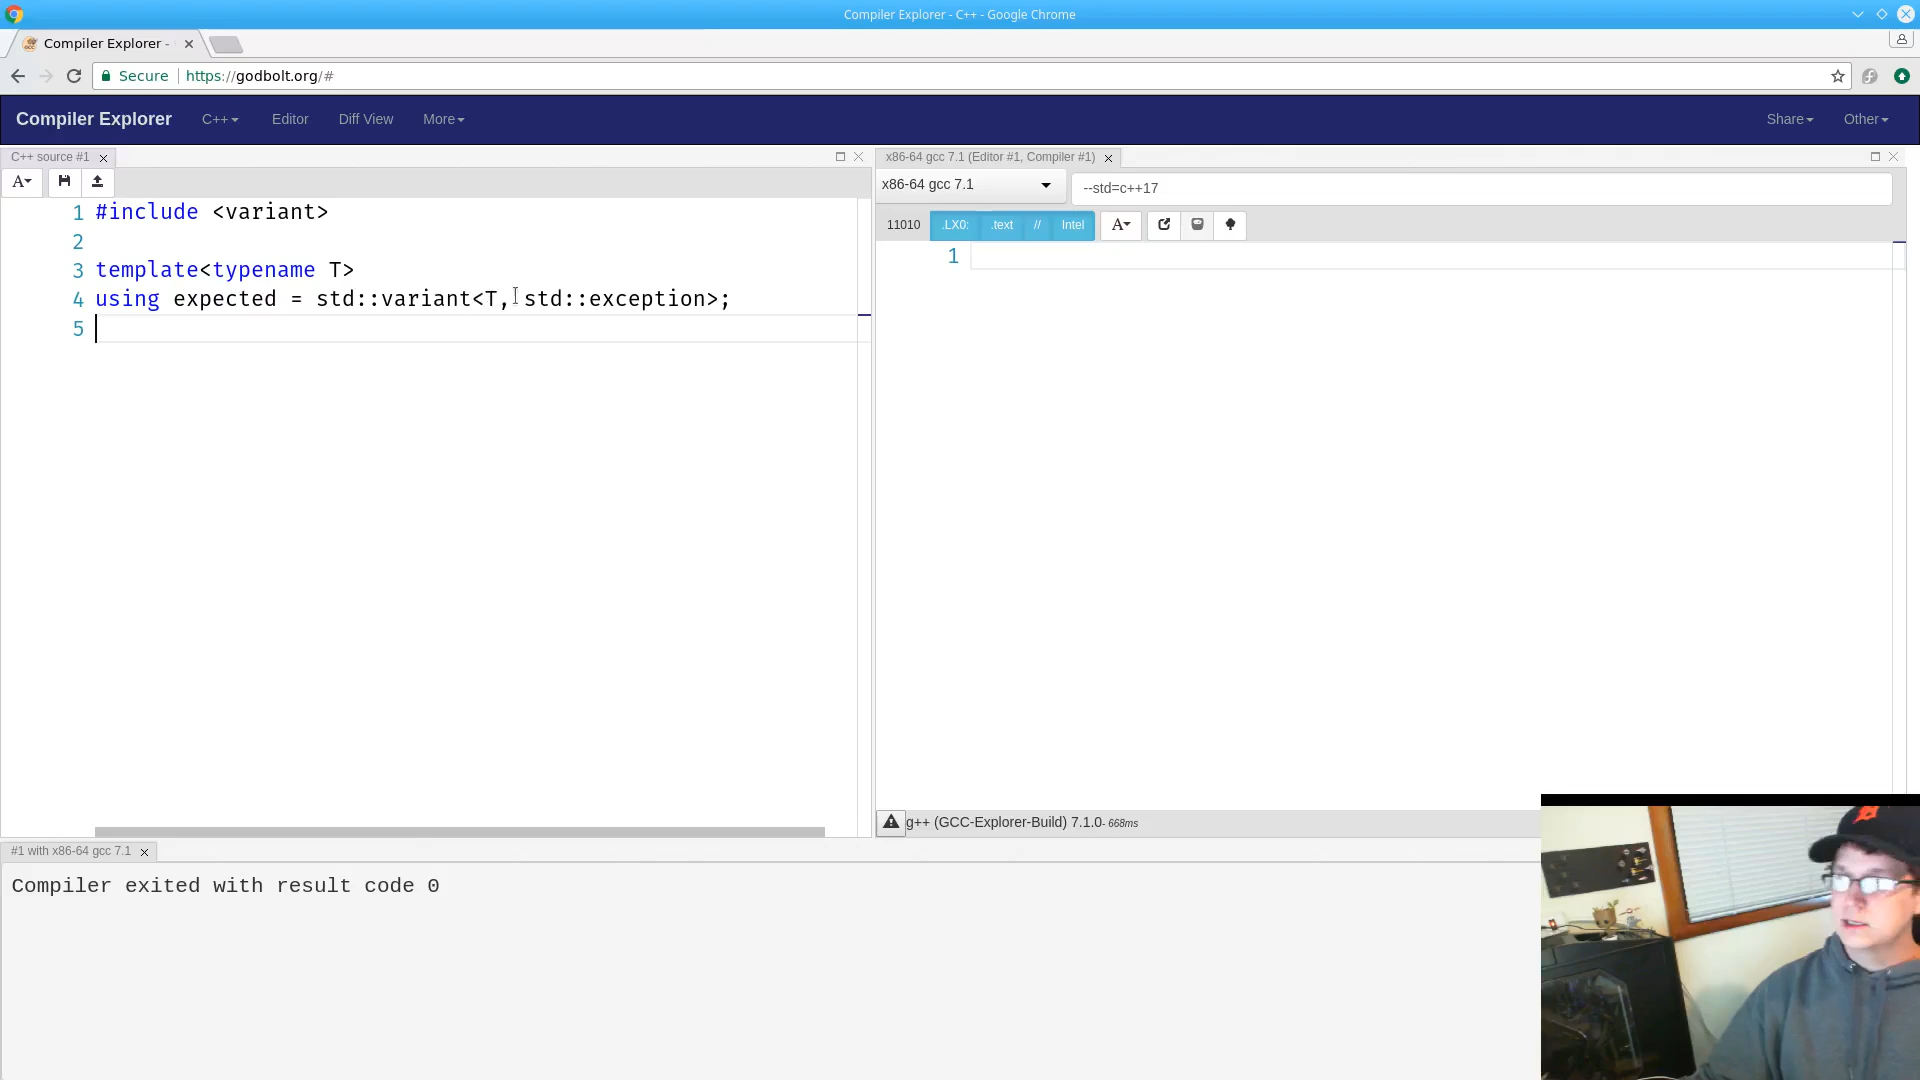 Compiler Explorer - C++ - Google Chrome
Compiler Explorer -
Secure https://godbolt.org/#
Compiler Explorer C++ Editor Diff View More Share Other
C++ source #1
x86-64 gcc 7.1 (Editor #1, Compiler #1)
A
x86-64 gcc 7.1 --std=c++17
11010 .LX0: .text // Intel A
1 #include <variant>
2
3 template<typename T>
4 using expected = std::variant<T, std::exception>;
5
1
g++ (GCC-Explorer-Build) 7.1.0 - 668ms
#1 with x86-64 gcc 7.1
Compiler exited with result code 0